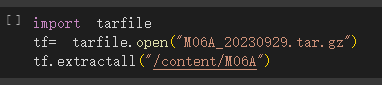 [ ] import tarfile
tf= tarfile.open("M06A_20230929.tar.gz")
tf.extractall("/content/M06A")